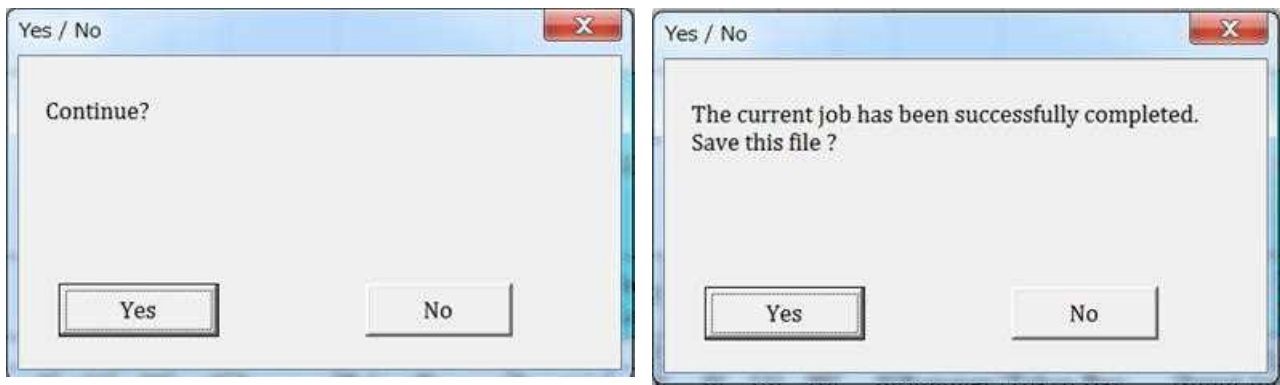 Yes / No
Continue?
Yes
No
Yes / No
The current job has been successfully completed.
Save this file ?
Yes
No